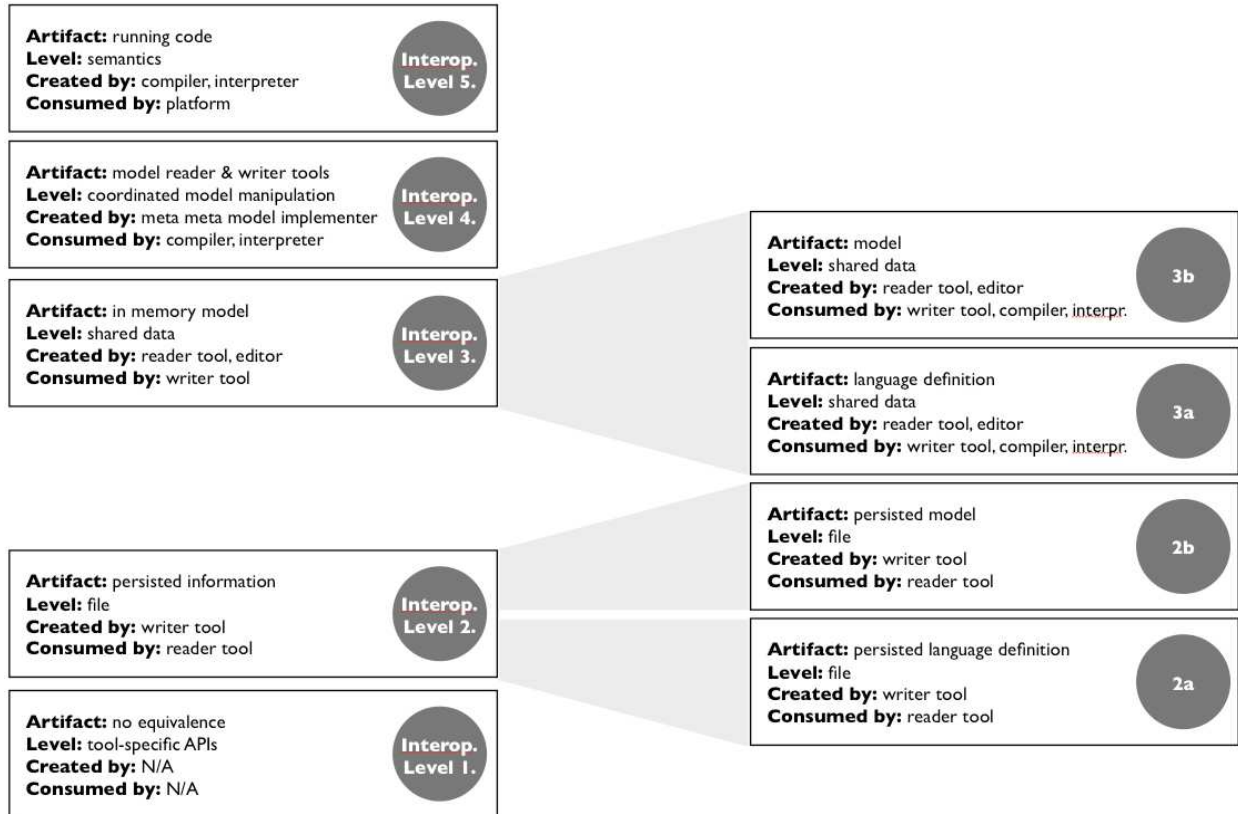 Artifact: running code
Level: semantics
Created by: compiler, interpreter
Consumed by: platform
Interop.
Level 5.
Artifact: model reader & writer tools
Level: coordinated model manipulation
Created by: meta meta model implementer
Consumed by: compiler, interpreter
Interop.
Level 4.
Artifact: in memory model
Level: shared data
Created by: reader tool, editor
Consumed by: writer tool
Interop.
Level 3.
Artifact: persisted information
Level: file
Created by: writer tool
Consumed by: reader tool
Interop.
Level 2.
Artifact: no equivalence
Level: tool-specific APIs
Created by: N/A
Consumed by: N/A
Interop.
Level 1.
Artifact: model
Level: shared data
Created by: reader tool, editor
Consumed by: writer tool, compiler, interpr.
3b
Artifact: language definition
Level: shared data
Created by: reader tool, editor
Consumed by: writer tool, compiler, interpr.
3a
Artifact: persisted model
Level: file
Created by: writer tool
Consumed by: reader tool
2b
Artifact: persisted language definition
Level: file
Created by: writer tool
Consumed by: reader tool
2a